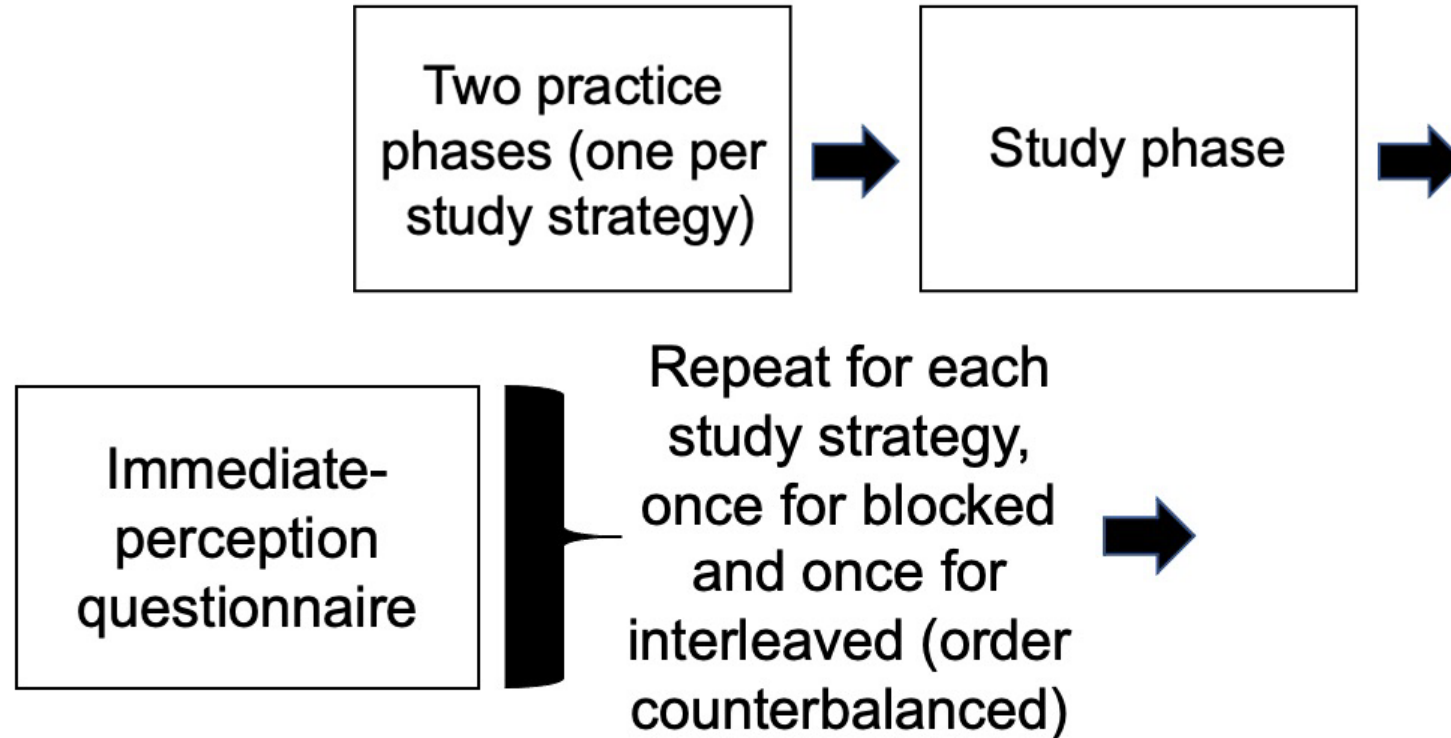 Two practice
phases (one per
study strategy)
Study phase
Immediate-
perception
questionnaire
Repeat for each
study strategy,
once for blocked
and once for
interleaved (order
counterbalanced)